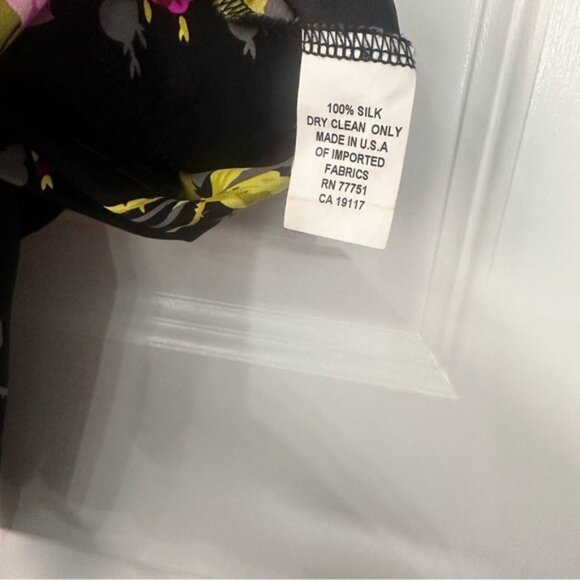 100% SILK
DRY CLEAN ONLY
MADE IN U.S.A
OF IMPORTED
FABRICS
RN 77751
CA 19117